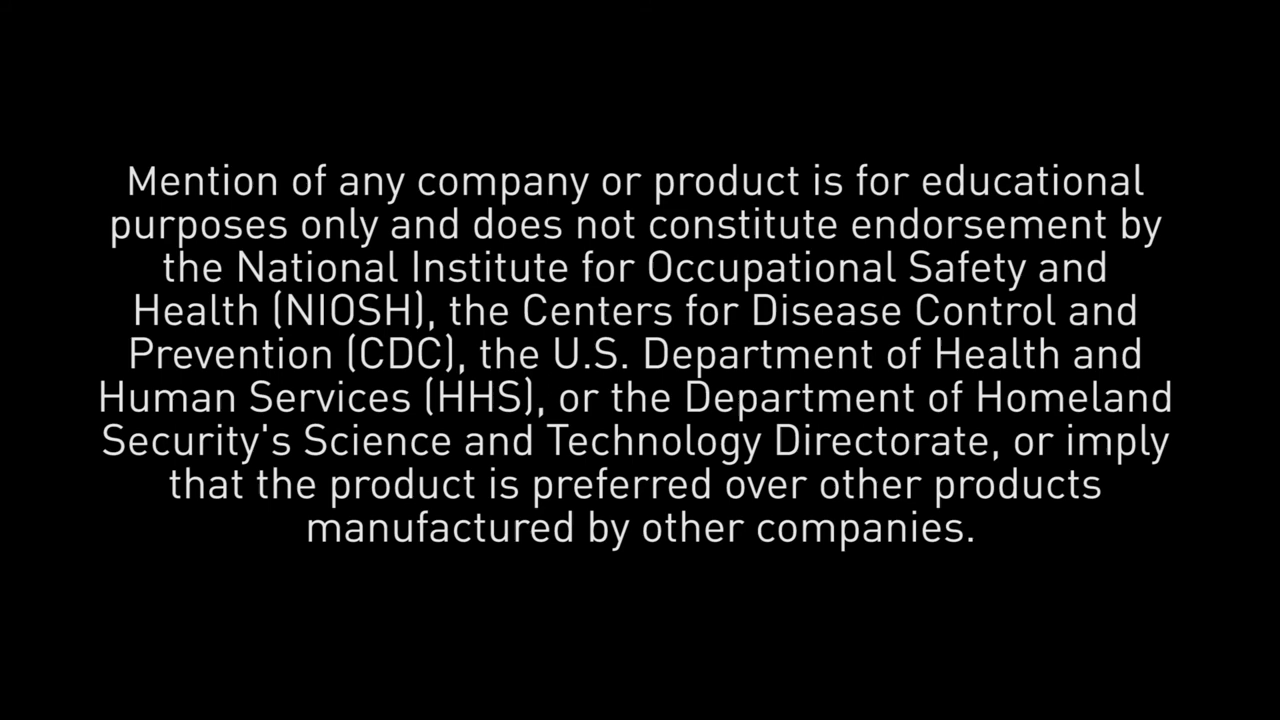 Mention of any company or product is for educational
purposes only and does not constitute endorsement by
the National Institute for Occupational Safety and
Health (NIOSH), the Centers for Disease Control and
Prevention (CDC), the U.S. Department of Health and
Human Services (HHS), or the Department of Homeland
Security's Science and Technology Directorate, or imply
that the product is preferred over other products
manufactured by other companies.